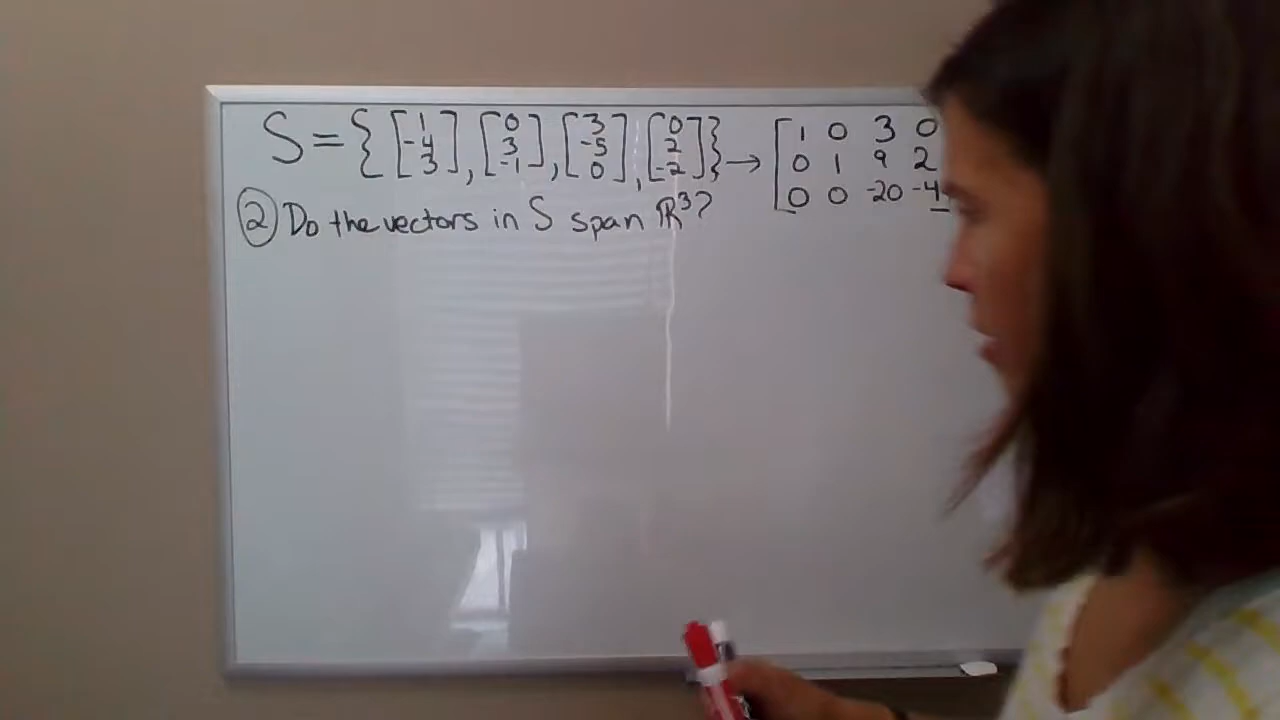 S = { [1 -4 3], [0 3 -1], [3 -5 0], [0 2 -2] } → [1 0 3 0
0 1 9 2
0 0 -20 -4
② Do the vectors in S span ℝ³?